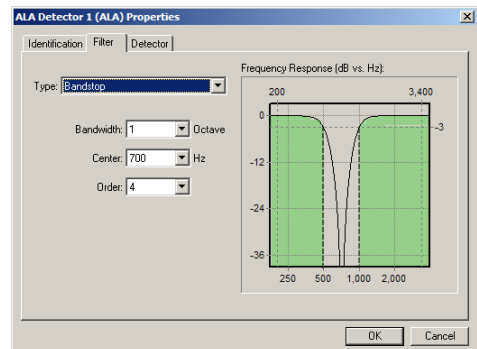 ALA Detector 1 (ALA) Properties
Identification Filter Detector
Type: Bandstop
Bandwidth: 1 Octave
Center: 700 Hz
Order: 4
Frequency Response (dB vs. Hz):
200 3,400
0
-3
-12
-24
-36
250 500 1,000 2,000
OK Cancel